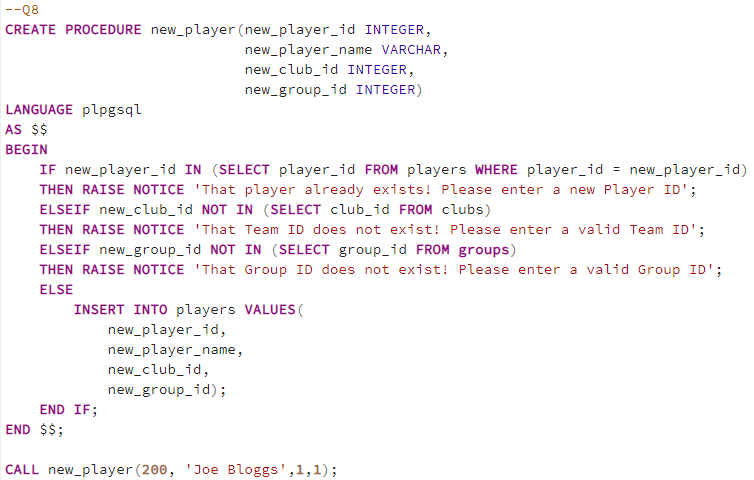 --Q8
CREATE PROCEDURE new_player(new_player_id INTEGER,
                            new_player_name VARCHAR,
                            new_club_id INTEGER,
                            new_group_id INTEGER)
LANGUAGE plpgsql
AS $$
BEGIN
    IF new_player_id IN (SELECT player_id FROM players WHERE player_id = new_player_id)
    THEN RAISE NOTICE 'That player already exists! Please enter a new Player ID';
    ELSEIF new_club_id NOT IN (SELECT club_id FROM clubs)
    THEN RAISE NOTICE 'That Team ID does not exist! Please enter a valid Team ID';
    ELSEIF new_group_id NOT IN (SELECT group_id FROM groups)
    THEN RAISE NOTICE 'That Group ID does not exist! Please enter a valid Group ID';
    ELSE
        INSERT INTO players VALUES(
            new_player_id,
            new_player_name,
            new_club_id,
            new_group_id);
    END IF;
END $$;

CALL new_player(200, 'Joe Bloggs',1,1);